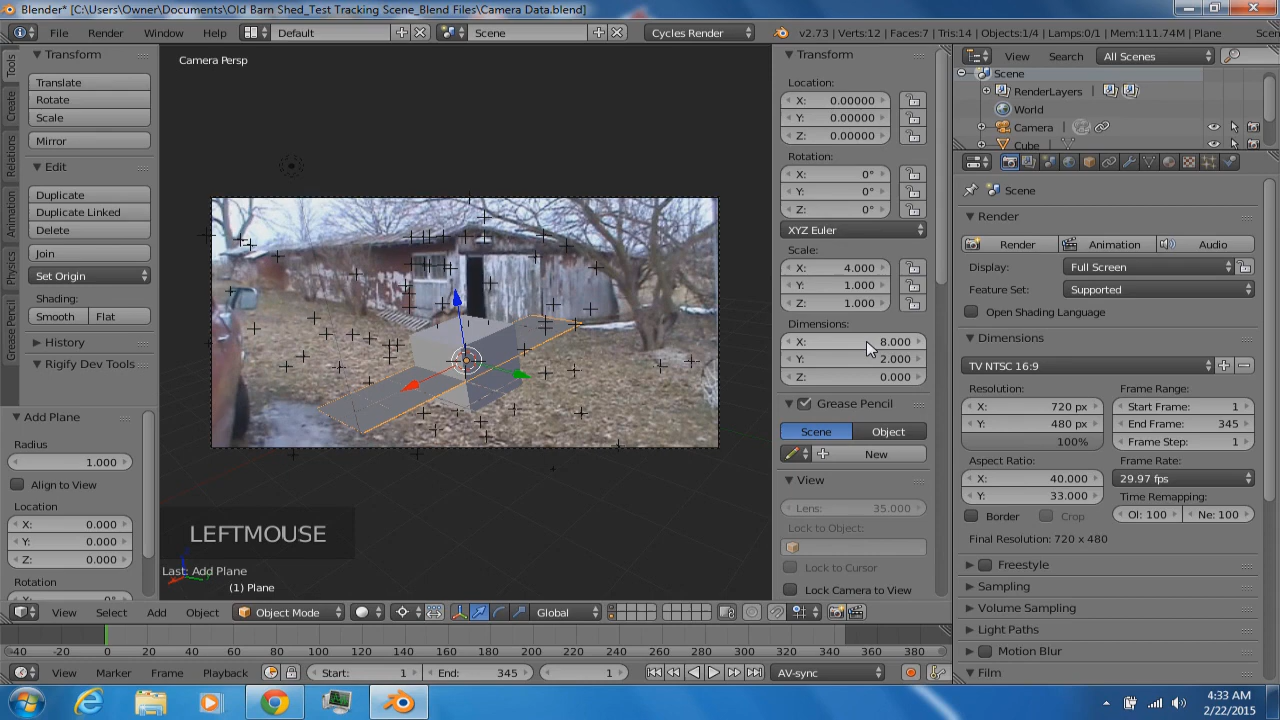 Blender* [C:\Users\Owner\Documents\Old Barn Shed_Test Tracking Scene_Blend Files\Camera Data.blend]
File Render Window Help Default Scene Cycles Render v2.73 | Verts:12 | Faces:7 | Tris:14 | Objects:1/4 | Lamps:0/1 | Mem:111.74M | Plane
Tools
Create
Relations
Animation
Physics
Grease Pencil
Transform
Translate
Rotate
Scale
Mirror
Edit
Duplicate
Duplicate Linked
Delete
Join
Set Origin
Shading:
Smooth Flat
History
Rigify Dev Tools
Add Plane
Radius
1.000
Align to View
Location
X: 0.000
Y: 0.000
Z: 0.000
Rotation
Camera Persp
LEFTMOUSE
Last: Add Plane
(1) Plane
Transform
Location:
X: 0.00000
Y: 0.00000
Z: 0.00000
Rotation:
X: 0°
Y: 0°
Z: 0°
XYZ Euler
Scale:
X: 4.000
Y: 1.000
Z: 1.000
Dimensions:
X: 8.000
Y: 2.000
Z: 0.000
Grease Pencil
Scene Object
New
View
Lens: 35.000
Lock to Object:
Lock to Cursor
Lock Camera to View
View Search All Scenes
Scene
RenderLayers
World
Camera
Cube
Scene
Render
Render Animation Audio
Display: Full Screen
Feature Set: Supported
Open Shading Language
Dimensions
TV NTSC 16:9
Resolution: Frame Range:
X: 720 px Start Frame: 1
Y: 480 px End Frame: 345
100% Frame Step: 1
Aspect Ratio: Frame Rate:
X: 40.000 29.97 fps
Y: 33.000 Time Remapping:
Border Crop Ol: 100 Ne: 100
Final Resolution: 720 x 480
Freestyle
Sampling
Volume Sampling
Light Paths
Motion Blur
Film
View Select Add Object Object Mode Global
-40 -20 0 20 40 60 80 100 120 140 160 180 200 220 240 260 280 300 320 340 360 380
View Marker Frame Playback Start: 1 End: 345 1 AV-sync
4:33 AM
2/22/2015